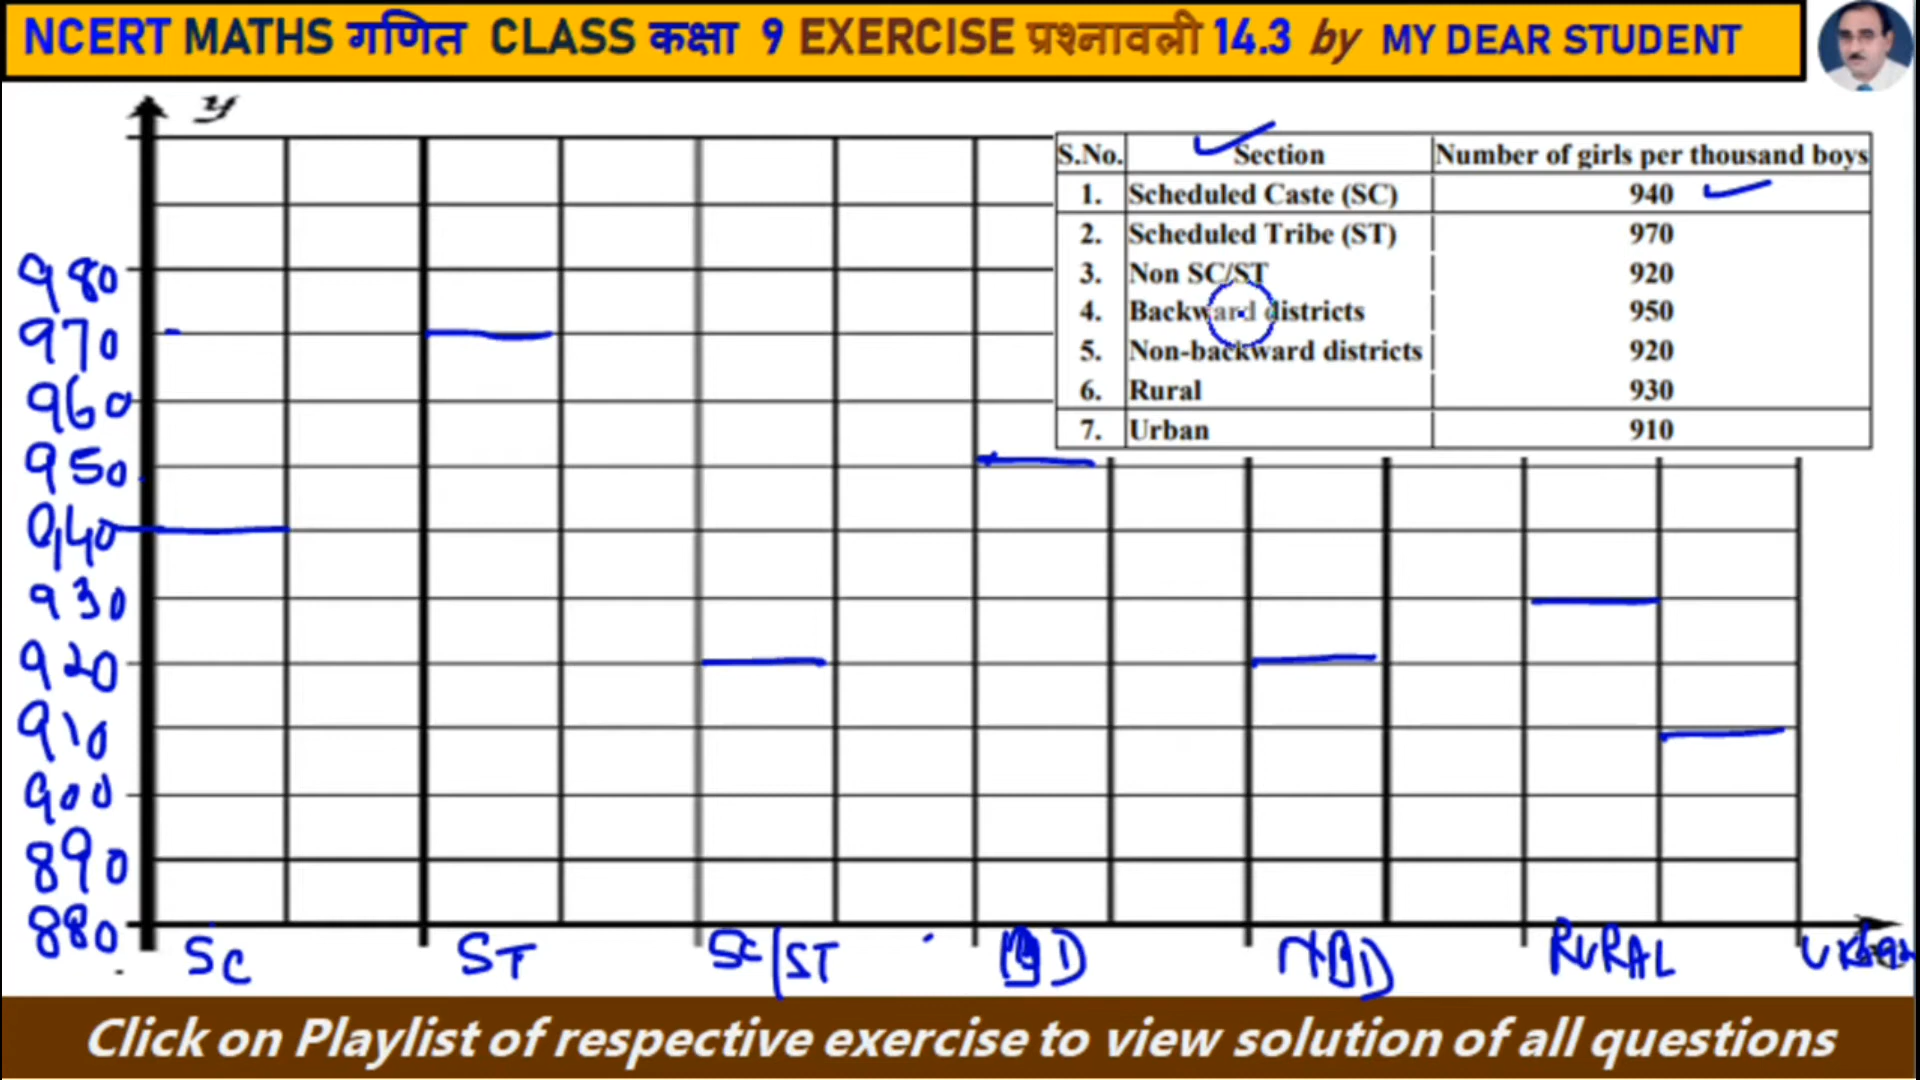 NCERT MATHS गणित CLASS कक्षा 9 EXERCISE प्रश्नावली 14.3 by MY DEAR STUDENT
y
S.No. Section Number of girls per thousand boys
1. Scheduled Caste (SC) 940
2. Scheduled Tribe (ST) 970
3. Non SC/ST 920
4. Backward districts 950
5. Non-backward districts 920
6. Rural 930
7. Urban 910
980
970
960
950
940
930
920
910
900
890
880
SC ST SC/ST BD NBD RURAL
Click on Playlist of respective exercise to view solution of all questions